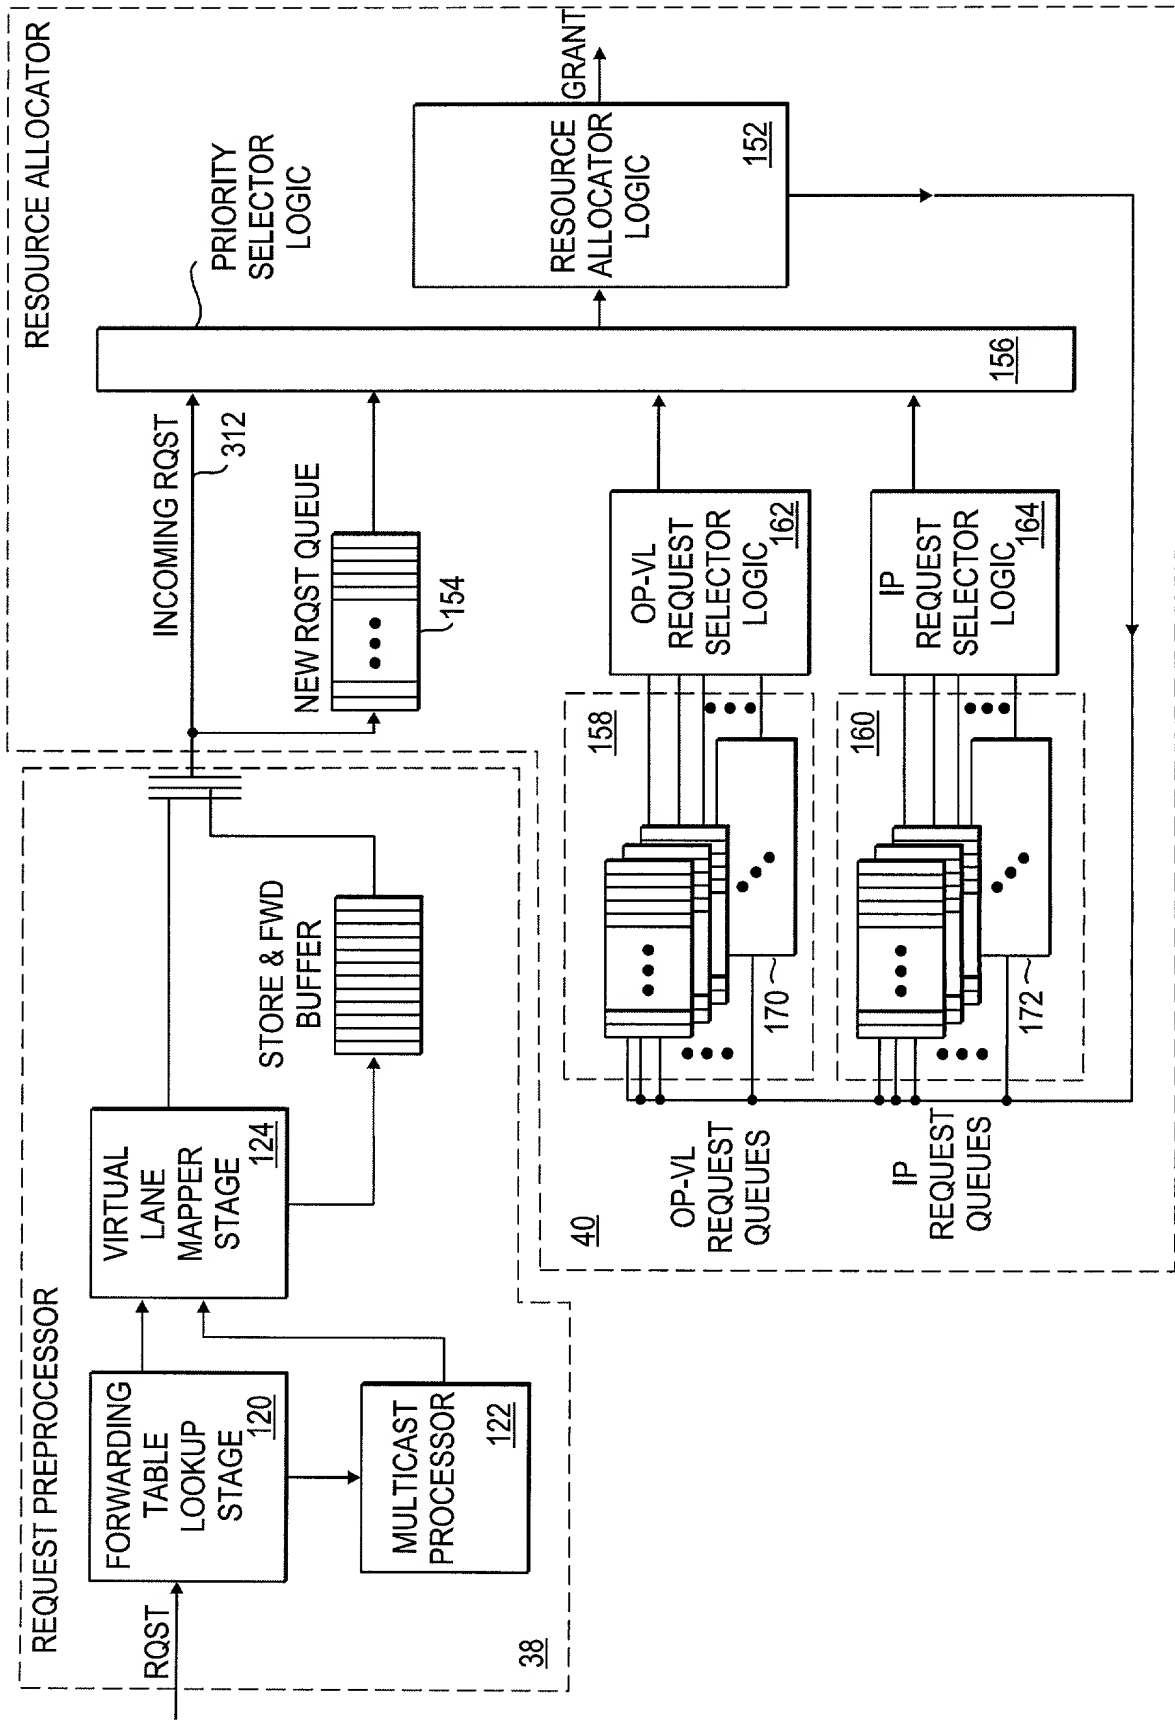 REQUEST PREPROCESSOR
RQST
FORWARDING
TABLE
LOOKUP
STAGE
120
MULTICAST
PROCESSOR
122
38
VIRTUAL
LANE
MAPPER
STAGE
124
STORE & FWD
BUFFER
RESOURCE ALLOCATOR
INCOMING RQST
312
NEW RQST QUEUE
154
PRIORITY
SELECTOR
LOGIC
156
RESOURCE
ALLOCATOR
LOGIC
152
GRANT
40
OP-VL
REQUEST
QUEUES
158
170
OP-VL
REQUEST
SELECTOR
LOGIC
162
IP
REQUEST
QUEUES
160
172
IP
REQUEST
SELECTOR
LOGIC
164